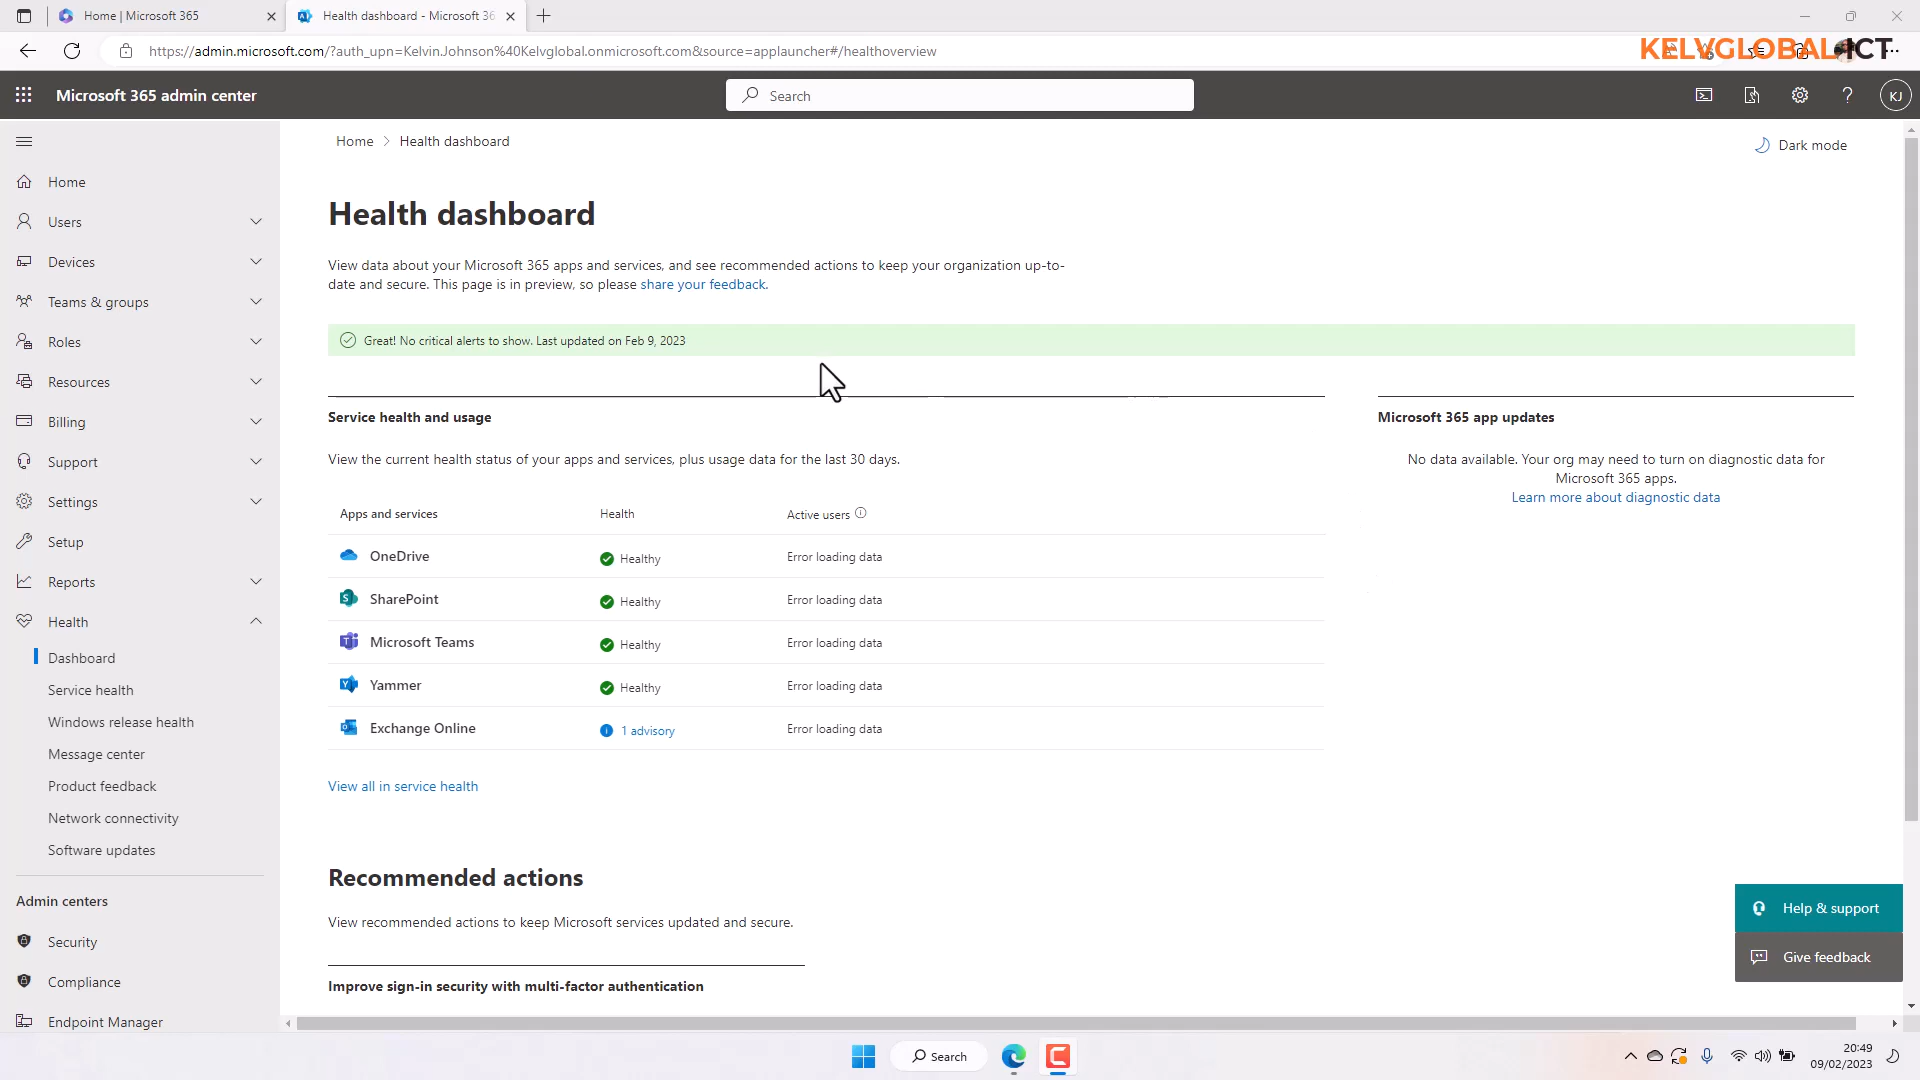 Home | Microsoft 365
Health dashboard - Microsoft 36
https://admin.microsoft.com/?auth_upn=Kelvin.Johnson%40Kelvglobal.onmicrosoft.com&source=applauncher#/healthoverview
KELVGLOBAL ICT
Microsoft 365 admin center
Search
KJ
Home
Users
Devices
Teams & groups
Roles
Resources
Billing
Support
Settings
Setup
Reports
Health
Dashboard
Service health
Windows release health
Message center
Product feedback
Network connectivity
Software updates
Admin centers
Security
Compliance
Endpoint Manager
Home > Health dashboard
Dark mode
Health dashboard
View data about your Microsoft 365 apps and services, and see recommended actions to keep your organization up-to-
date and secure. This page is in preview, so please share your feedback.
Great! No critical alerts to show. Last updated on Feb 9, 2023
Service health and usage
View the current health status of your apps and services, plus usage data for the last 30 days.
Apps and services Health Active users
OneDrive Healthy Error loading data
SharePoint Healthy Error loading data
Microsoft Teams Healthy Error loading data
Yammer Healthy Error loading data
Exchange Online 1 advisory Error loading data
View all in service health
Microsoft 365 app updates
No data available. Your org may need to turn on diagnostic data for
Microsoft 365 apps.
Learn more about diagnostic data
Recommended actions
View recommended actions to keep Microsoft services updated and secure.
Improve sign-in security with multi-factor authentication
Help & support
Give feedback
Search
20:49
09/02/2023